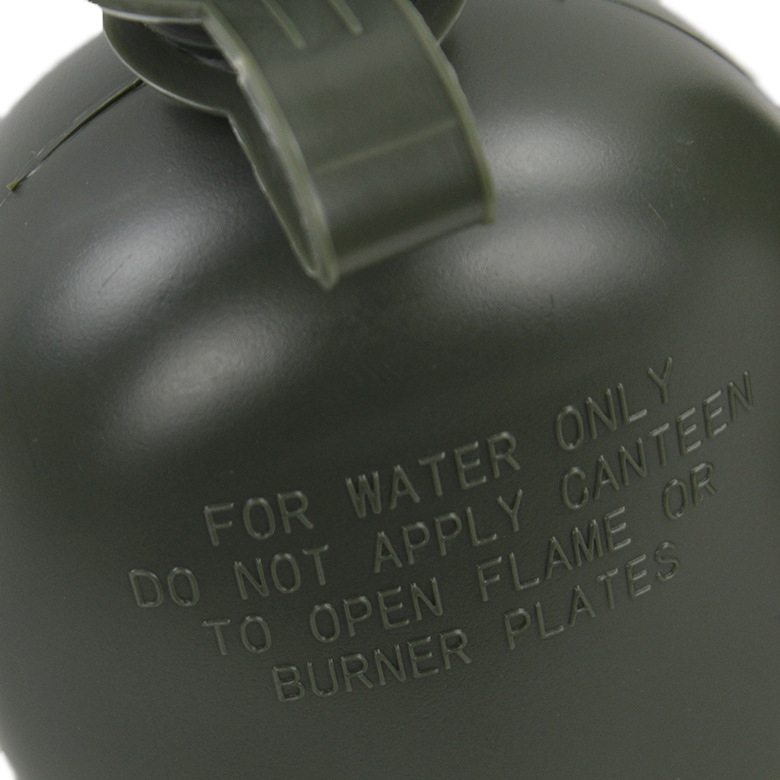 FOR WATER ONLY
DO NOT APPLY CANTEEN
TO OPEN FLAME OR
BURNER PLATES